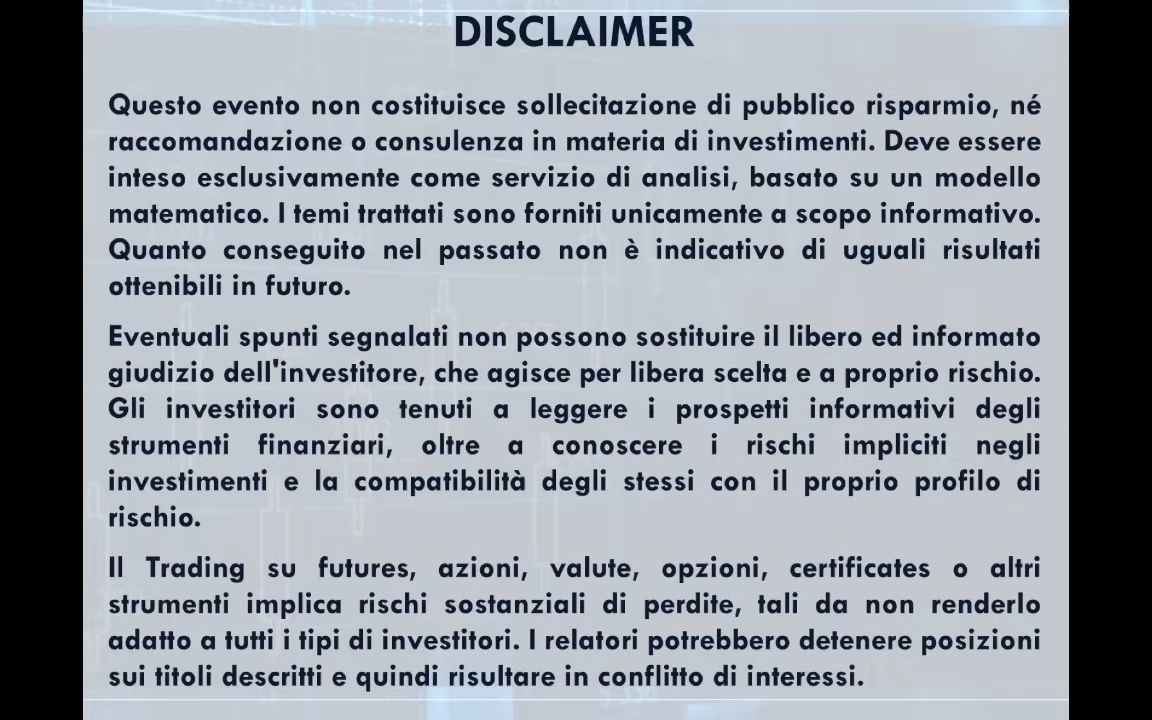 DISCLAIMER
Questo evento non costituisce sollecitazione di pubblico risparmio, né
raccomandazione o consulenza in materia di investimenti. Deve essere
inteso esclusivamente come servizio di analisi, basato su un modello
matematico. I temi trattati sono forniti unicamente a scopo informativo.
Quanto conseguito nel passato non è indicativo di uguali risultati
ottenibili in futuro.
Eventuali spunti segnalati non possono sostituire il libero ed informato
giudizio dell'investitore, che agisce per libera scelta e a proprio rischio.
Gli investitori sono tenuti a leggere i prospetti informativi degli
strumenti finanziari, oltre a conoscere i rischi impliciti negli
investimenti e la compatibilità degli stessi con il proprio profilo di
rischio.
Il Trading su futures, azioni, valute, opzioni, certificates o altri
strumenti implica rischi sostanziali di perdite, tali da non renderlo
adatto a tutti i tipi di investitori. I relatori potrebbero detenere posizioni
sui titoli descritti e quindi risultare in conflitto di interessi.